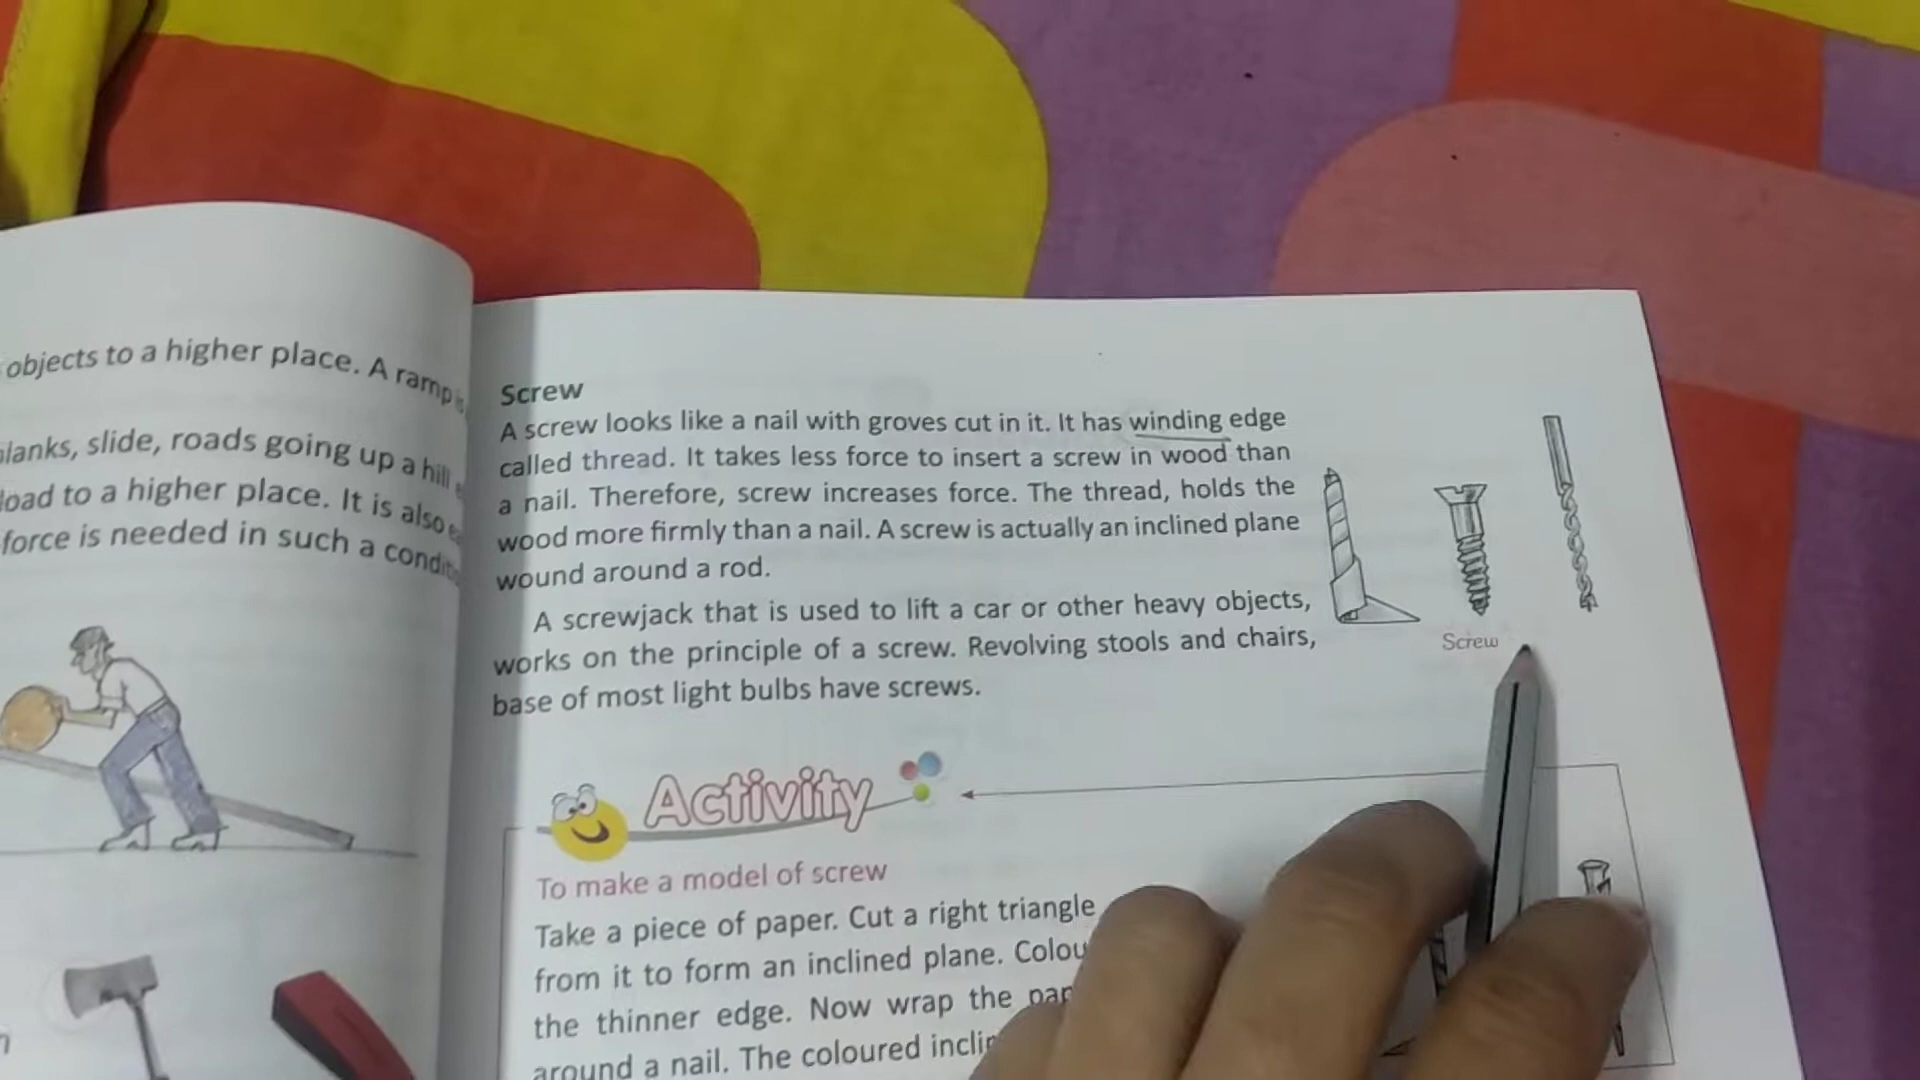 objects to a higher place. A ramp
slide, roads going up a hill
load to a higher place. It is also
force is needed in such a
Screw
A screw looks like a nail with groves cut in it. It has winding edge
called thread. It takes less force to insert a screw in wood than
a nail. Therefore, screw increases force. The thread, holds the
wood more firmly than a nail. A screw is actually an inclined plane
wound around a rod.
A screwjack that is used to lift a car or other heavy objects,
works on the principle of a screw. Revolving stools and chairs,
base of most light bulbs have screws.
Screw
Activity
To make a model of screw
Take a piece of paper. Cut a right triangle
from it to form an inclined plane.
the thinner edge. Now wrap the
around a nail. The coloured